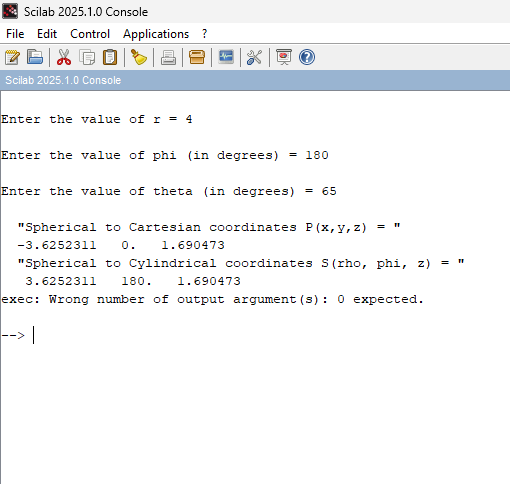 Scilab 2025.1.0 Console
File Edit Control Applications ?
Scilab 2025.1.0 Console
Enter the value of r = 4
Enter the value of phi (in degrees) = 180
Enter the value of theta (in degrees) = 65
"Spherical to Cartesian coordinates P(x,y,z) = "
-3.6252311 0. 1.690473
"Spherical to Cylindrical coordinates S(rho, phi, z) = "
3.6252311 180. 1.690473
exec: Wrong number of output argument(s): 0 expected.
-->